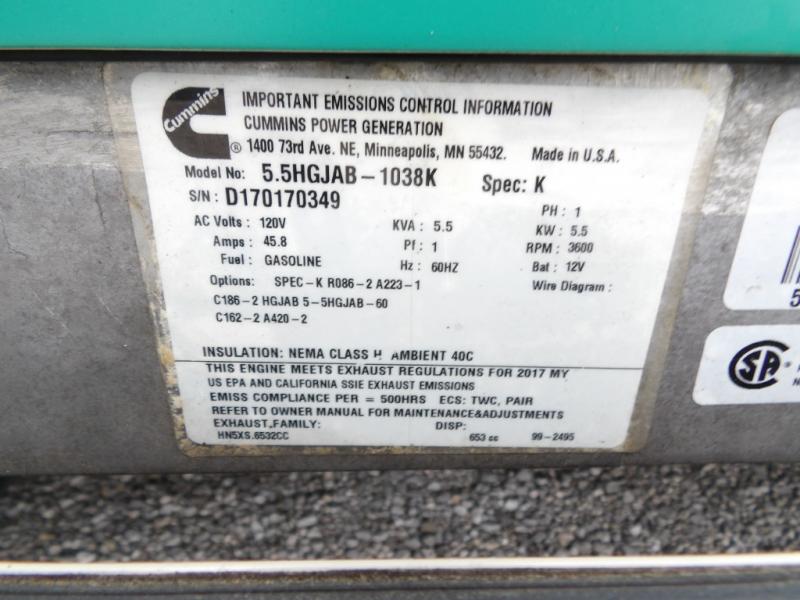 Cummins
IMPORTANT EMISSIONS CONTROL INFORMATION
CUMMINS POWER GENERATION
® 1400 73rd Ave. NE, Minneapolis, MN 55432. Made in U.S.A.
Model No: 5.5HGJAB-1038K Spec: K
S/N: D170170349
PH: 1
AC Volts : 120V KVA : 5.5 KW : 5.5
Amps : 45.8 Pf : 1 RPM : 3600
Fuel : GASOLINE Hz : 60HZ Bat : 12V
Options: SPEC-K R086-2 A223-1 Wire Diagram :
C186-2 HGJAB 5-5HGJAB-60
C162-2 A420-2
INSULATION: NEMA CLASS H AMBIENT 40C
THIS ENGINE MEETS EXHAUST REGULATIONS FOR 2017 MY
US EPA AND CALIFORNIA SSIE EXHAUST EMISSIONS
EMISS COMPLIANCE PER = 500HRS ECS: TWC, PAIR
REFER TO OWNER MANUAL FOR MAINTENANCE&ADJUSTMENTS
EXHAUST,FAMILY: DISP:
HN5XS.6532CC 653 cc 99-2495
5
SA